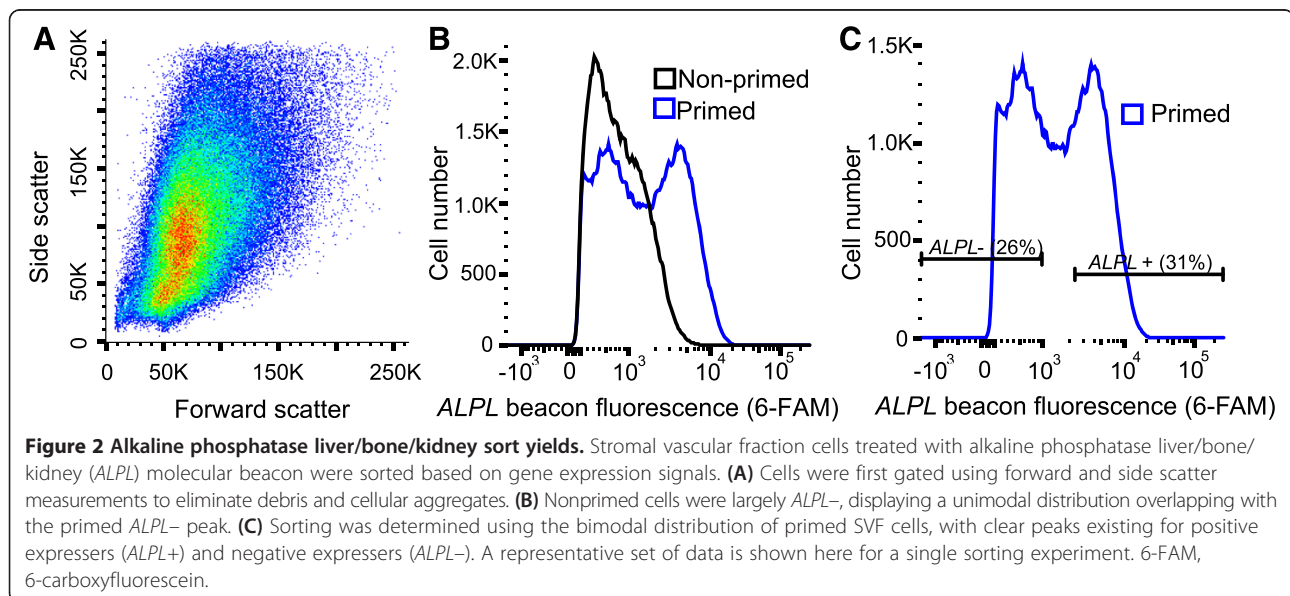 A
250K
150K
50K
0
Side scatter
0
50K
150K
250K
Forward scatter
B
2.0K
1.5K
1.0K
500
0
Cell number
Non-primed
Primed
-10³
0
10³
10⁴
10⁵
ALPL beacon fluorescence (6-FAM)
C
1.5K
1.0K
500
0
Cell number
Primed
ALPL- (26%)
ALPL + (31%)
-10³
0
10³
10⁴
10⁵
ALPL beacon fluorescence (6-FAM)
Figure 2 Alkaline phosphatase liver/bone/kidney sort yields. Stromal vascular fraction cells treated with alkaline phosphatase liver/bone/
kidney (ALPL) molecular beacon were sorted based on gene expression signals. (A) Cells were first gated using forward and side scatter
measurements to eliminate debris and cellular aggregates. (B) Nonprimed cells were largely ALPL–, displaying a unimodal distribution overlapping with
the primed ALPL– peak. (C) Sorting was determined using the bimodal distribution of primed SVF cells, with clear peaks existing for positive
expressers (ALPL+) and negative expressers (ALPL–). A representative set of data is shown here for a single sorting experiment. 6-FAM,
6-carboxyfluorescein.